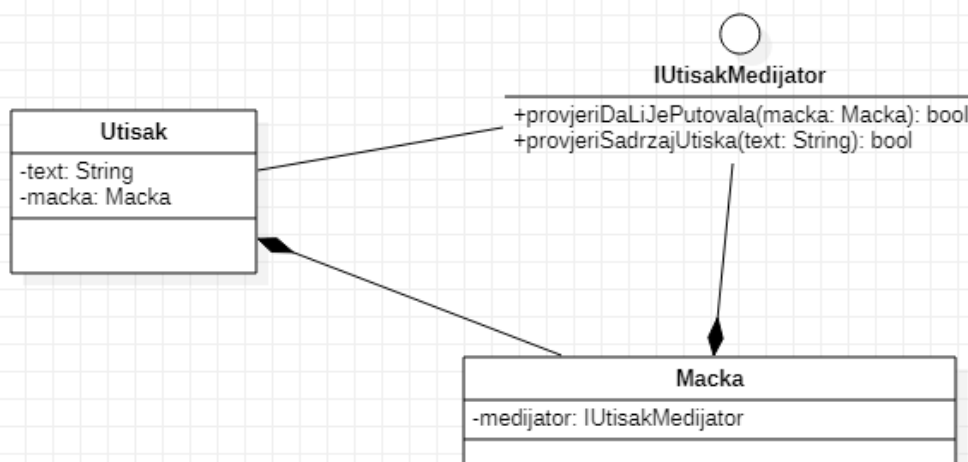 IUtisakMedijator
+provjeriDaLiJePutovala(macka: Macka): bool
+provjeriSadrzajUtiska(text: String): bool
Utisak
-text: String
-macka: Macka
Macka
-medijator: IUtisakMedijator